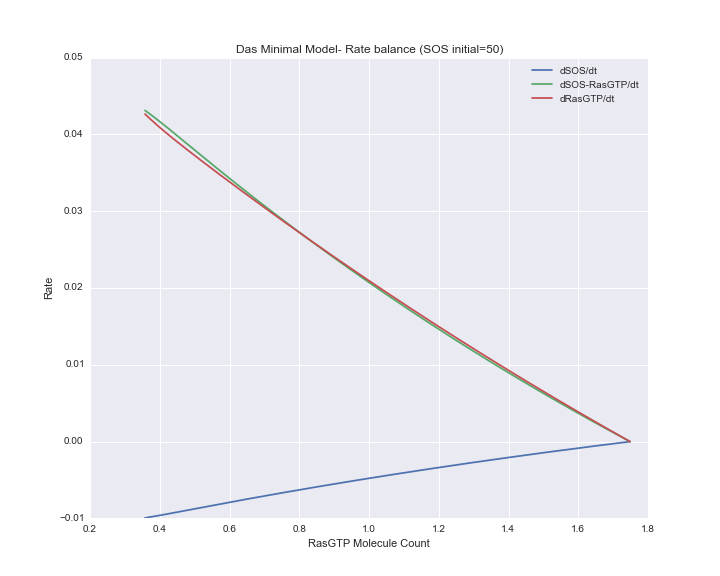 Das Minimal Model- Rate balance (SOS initial=50)
dSOS/dt
dSOS-RasGTP/dt
dRasGTP/dt
0.05
0.04
0.03
0.02
0.01
0.00
−0.01
Rate
0.2 0.4 0.6 0.8 1.0 1.2 1.4 1.6 1.8
RasGTP Molecule Count